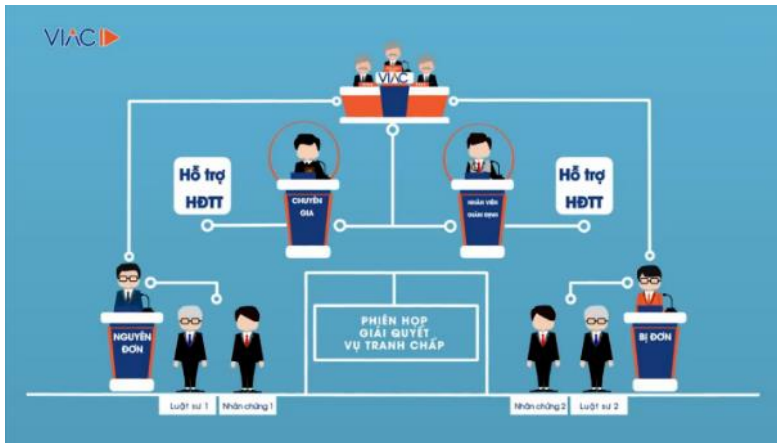 VIAC
VIAC
Hỗ trợ
HĐTT
CHUYÊN
GIA
NHÂN VIÊN
GIÁM ĐỊNH
Hỗ trợ
HĐTT
NGUYÊN
ĐƠN
PHIÊN HỌP
GIẢI QUYẾT
VỤ TRANH CHẤP
BỊ ĐƠN
Luật sư 1
Nhân chứng 1
Nhân chứng 2
Luật sư 2